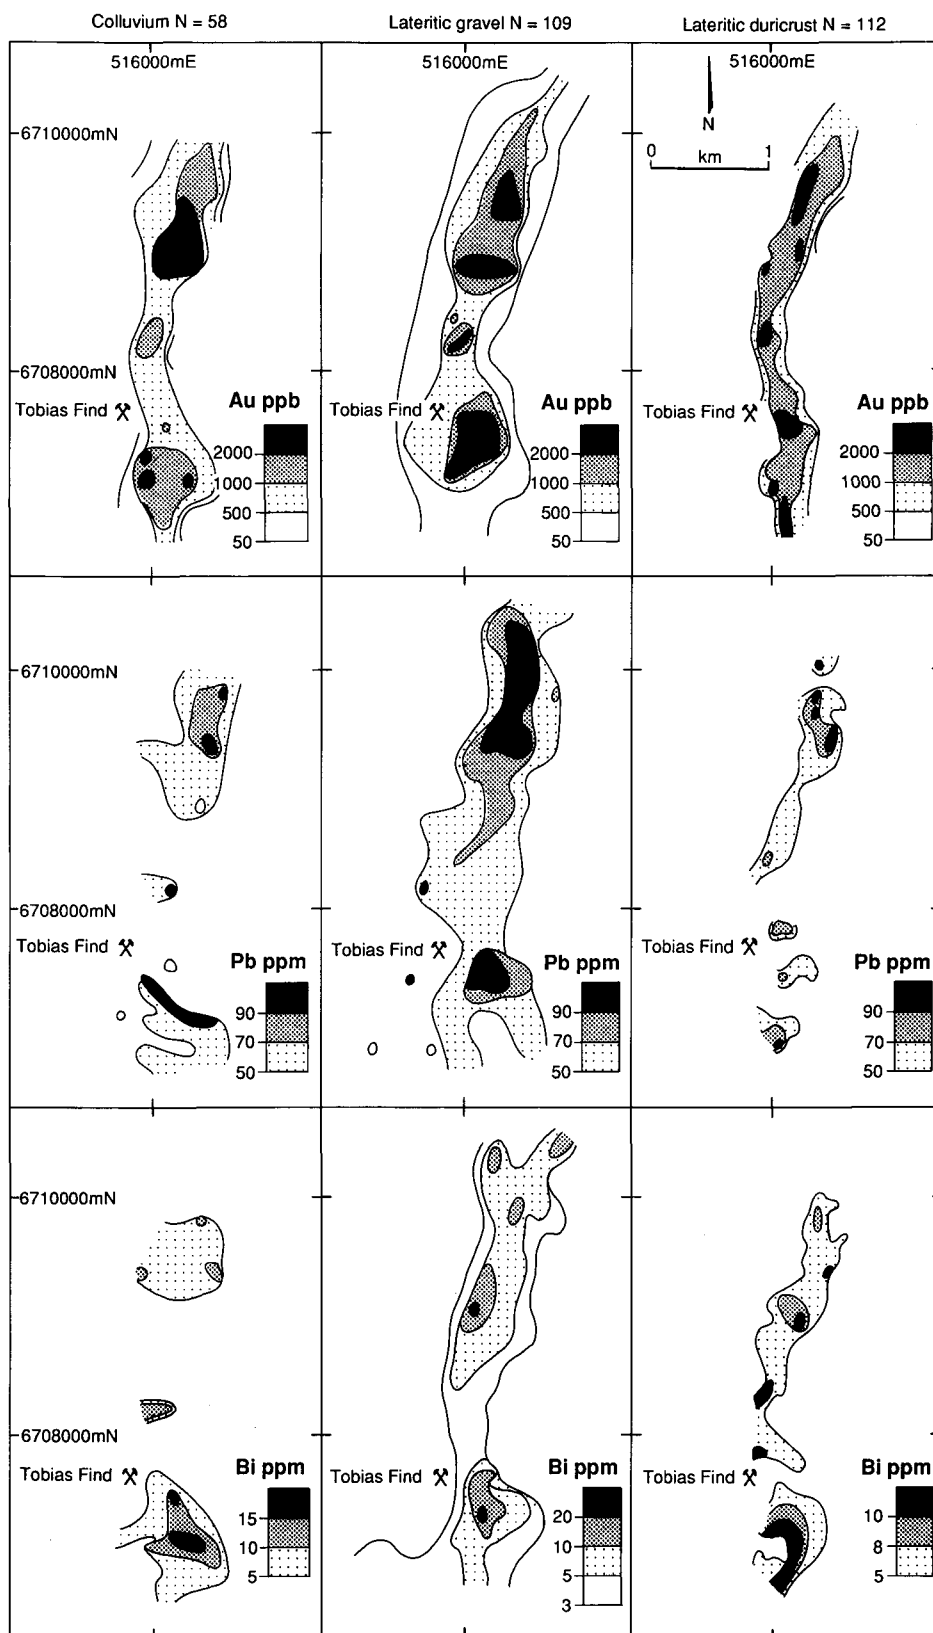 Colluvium N = 58
Lateritic gravel N = 109
Lateritic duricrust N = 112
516000mE
516000mE
516000mE
6710000mN
N
0 km 1
6708000mN
Tobias Find
Au ppb
2000
1000
500
50
Tobias Find
Au ppb
2000
1000
500
50
Tobias Find
Au ppb
2000
1000
500
50
6710000mN
6708000mN
Tobias Find
Pb ppm
90
70
50
Tobias Find
Pb ppm
90
70
50
Tobias Find
Pb ppm
90
70
50
6710000mN
6708000mN
Tobias Find
Bi ppm
15
10
5
Tobias Find
Bi ppm
20
10
5
3
Tobias Find
Bi ppm
10
8
5